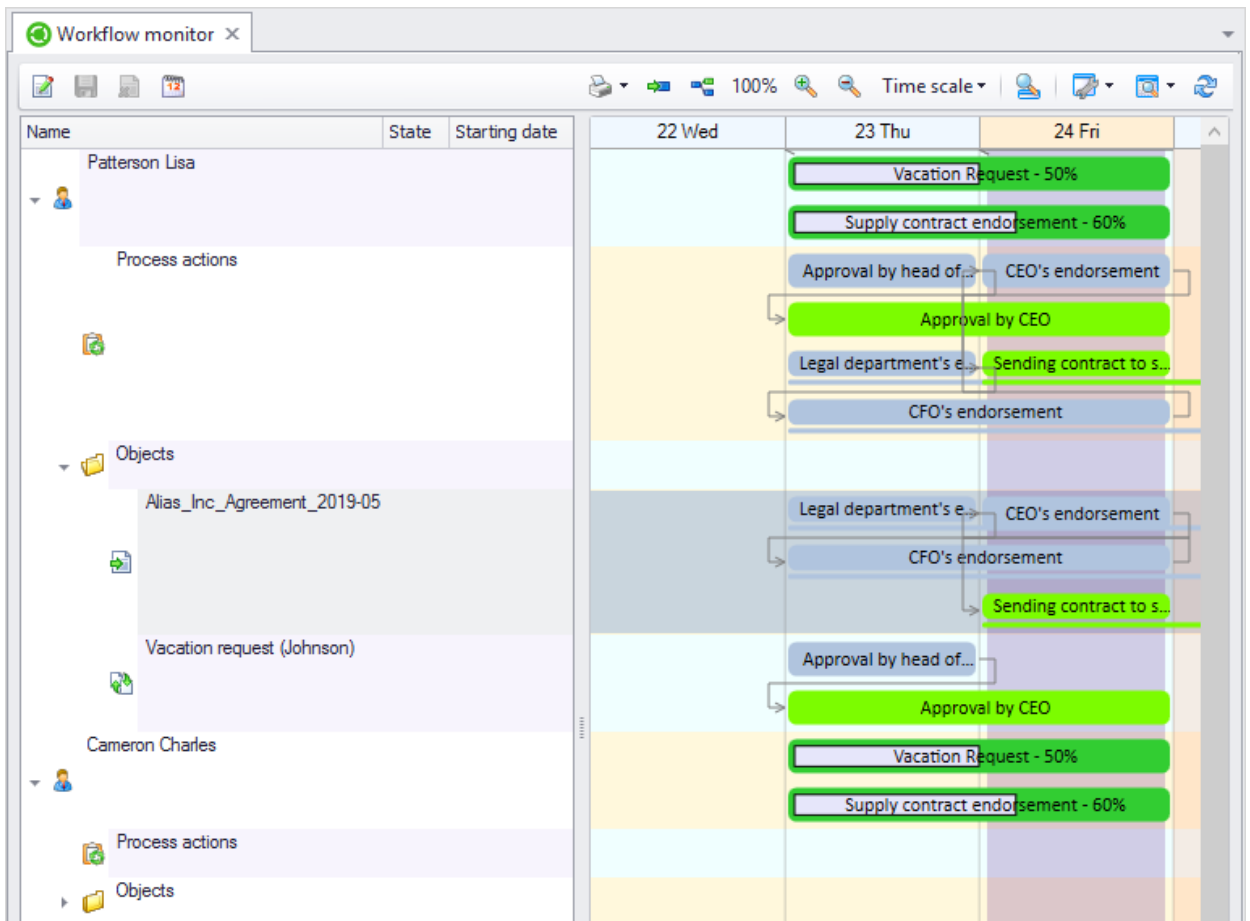 Workflow monitor
12
100%
Time scale
Name State Starting date 22 Wed 23 Thu 24 Fri
Patterson Lisa
Vacation Request - 50%
Supply contract endorsement - 60%
Process actions
Approval by head of... CEO's endorsement
Approval by CEO
Legal department's e... Sending contract to s...
CFO's endorsement
Objects
Alias_Inc_Agreement_2019-05
Legal department's e... CEO's endorsement
CFO's endorsement
Sending contract to s...
Vacation request (Johnson)
Approval by head of...
Approval by CEO
Cameron Charles
Vacation Request - 50%
Supply contract endorsement - 60%
Process actions
Objects